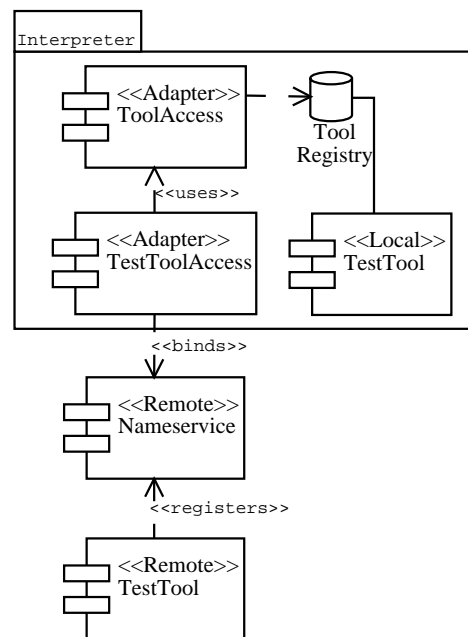 Interpreter
<<Adapter>>
ToolAccess
Tool
Registry
<<uses>>
<<Adapter>>
TestToolAccess
<<Local>>
TestTool
<<binds>>
<<Remote>>
Nameservice
<<registers>>
<<Remote>>
TestTool